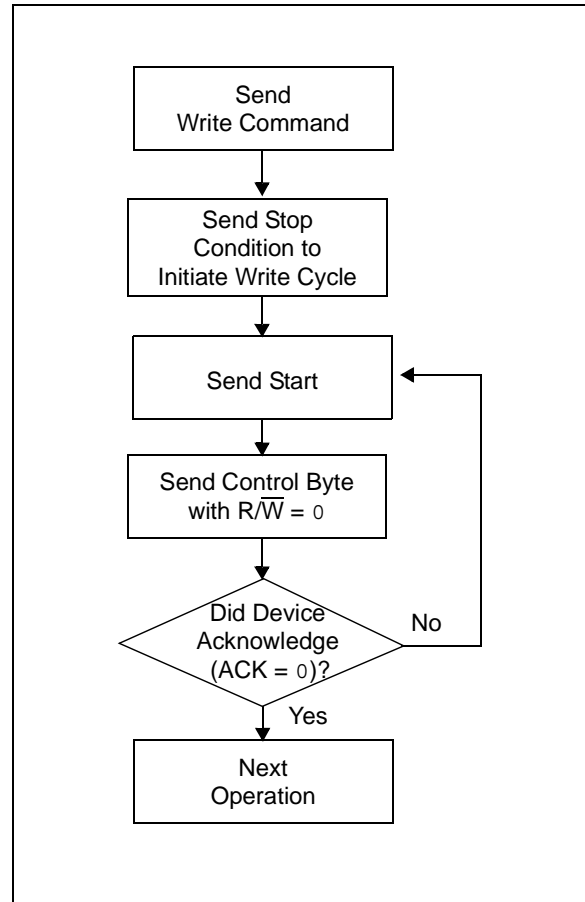 Send
Write Command
Send Stop
Condition to
Initiate Write Cycle
Send Start
Send Control Byte
with R/W̅ = 0
Did Device
Acknowledge
(ACK = 0)?
No
Yes
Next
Operation